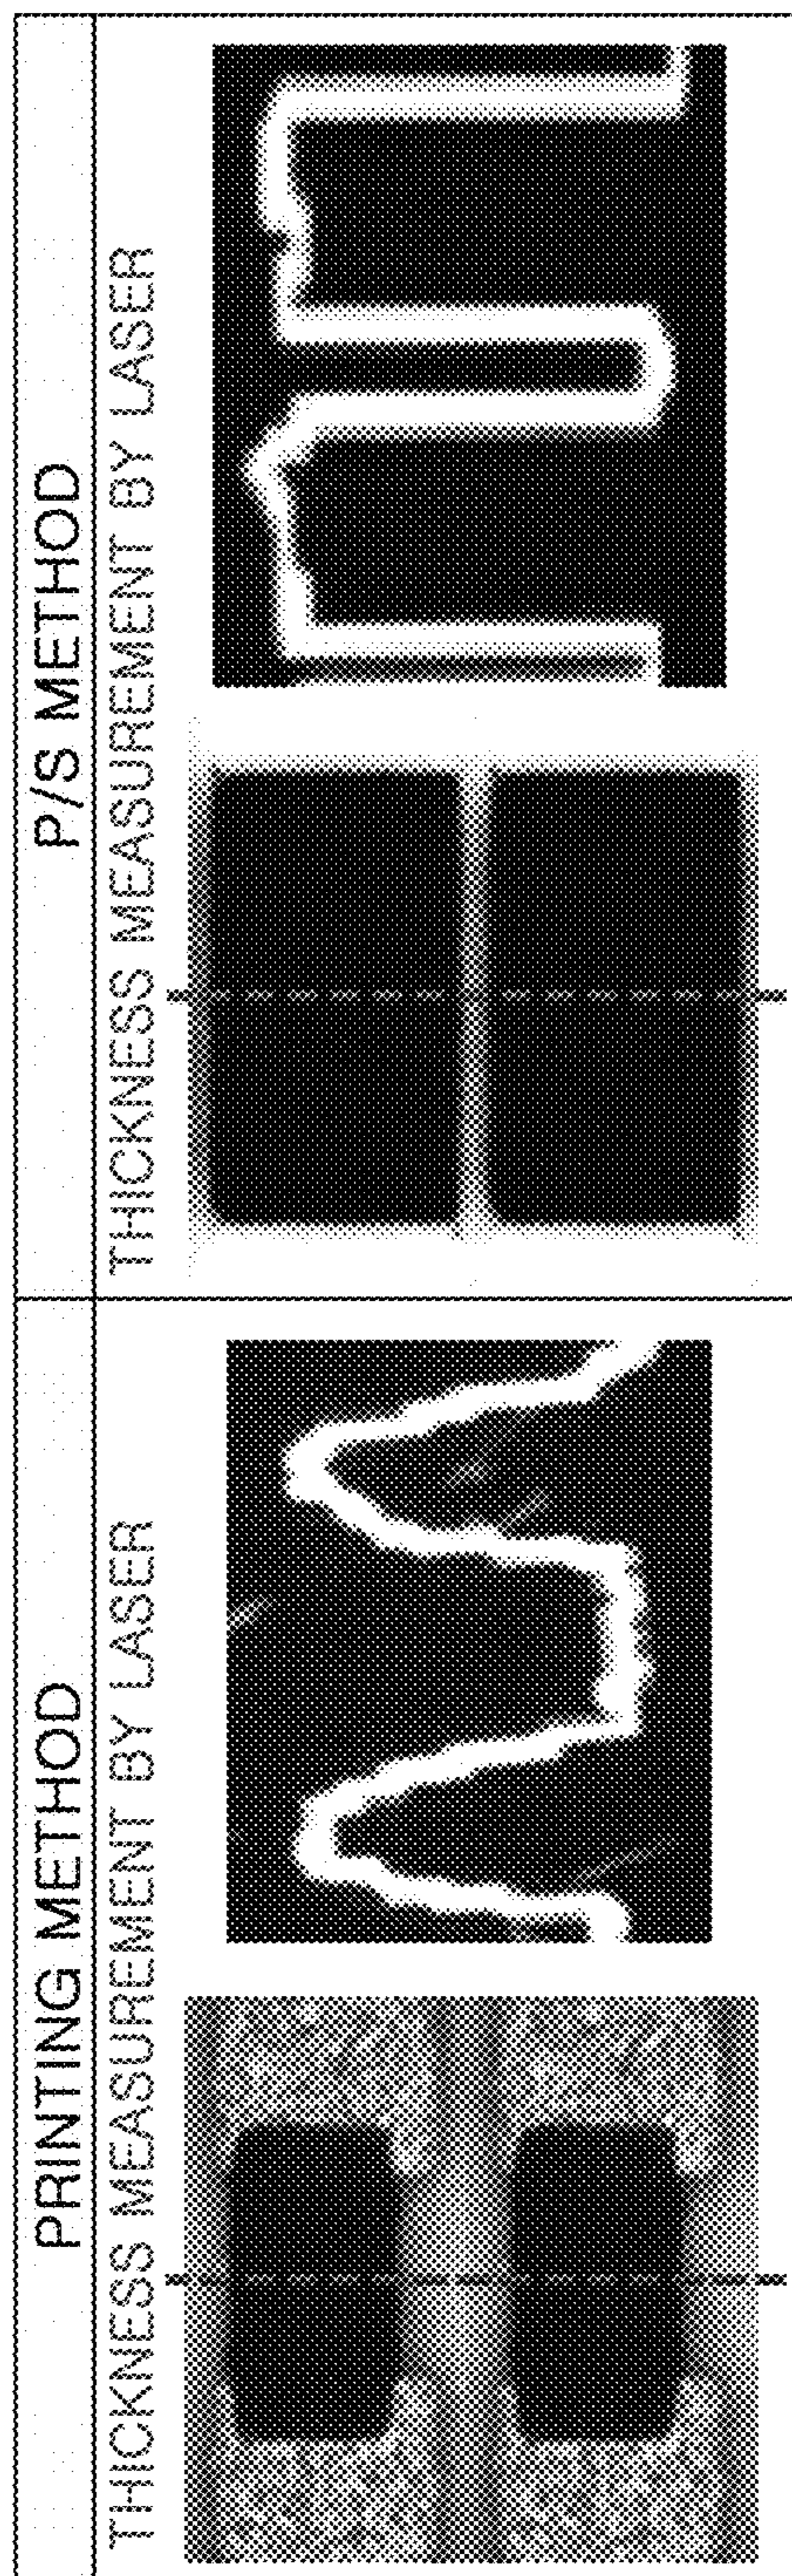 PRINTING METHOD
THICKNESS MEASUREMENT BY LASER
P/S METHOD
THICKNESS MEASUREMENT BY LASER